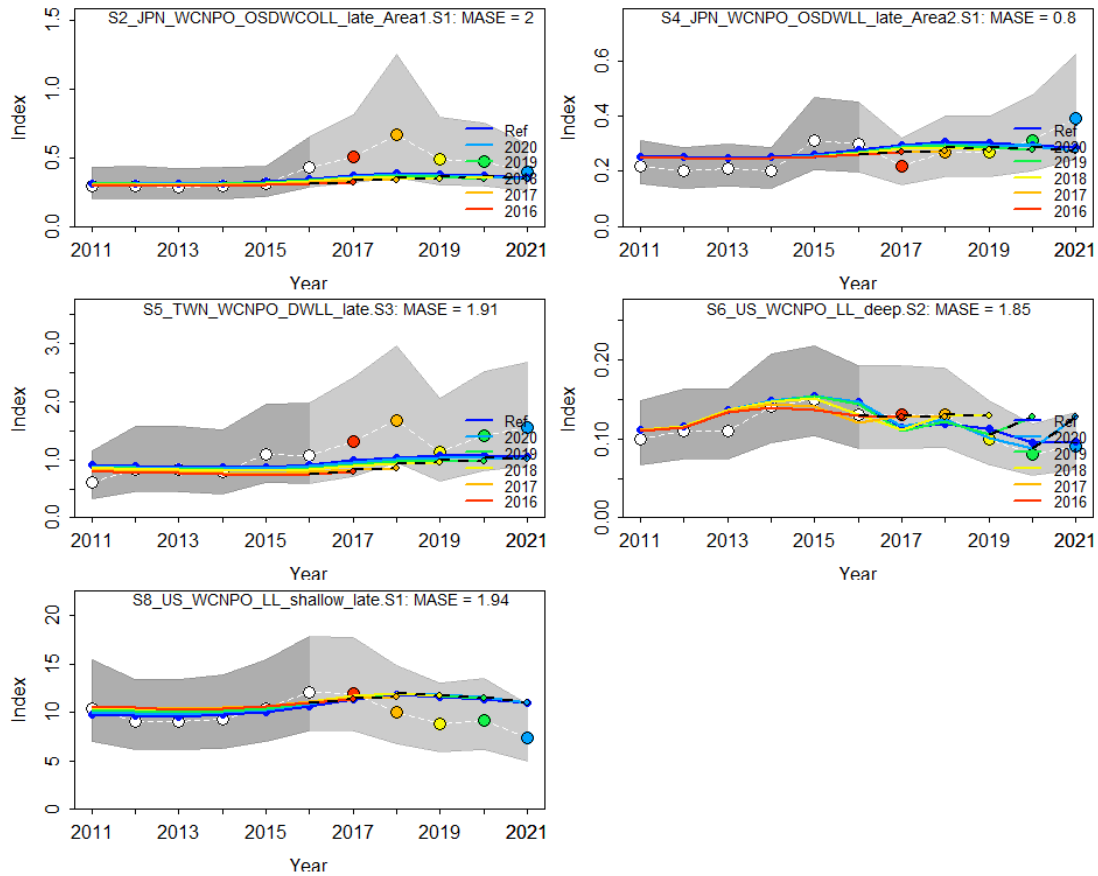 S2_JPN_WCNPO_OSDWCOLL_late_Area1.S1: MASE = 2
Index
0.0 0.5 1.0 1.5
Ref
2020
2019
2018
2017
2016
2011 2013 2015 2017 2019 2021
Year
S4_JPN_WCNPO_OSDWLL_late_Area2.S1: MASE = 0.8
Index
0.0 0.2 0.4 0.6
Ref
2020
2019
2018
2017
2016
2011 2013 2015 2017 2019 2021
Year
S5_TWN_WCNPO_DWLL_late.S3: MASE = 1.91
Index
0.0 1.0 2.0 3.0
Ref
2020
2019
2018
2017
2016
2011 2013 2015 2017 2019 2021
Year
S6_US_WCNPO_LL_deep.S2: MASE = 1.85
Index
0.00 0.10 0.20
Ref
2020
2019
2018
2017
2016
2011 2013 2015 2017 2019 2021
Year
S8_US_WCNPO_LL_shallow_late.S1: MASE = 1.94
Index
0 5 10 15 20
2011 2013 2015 2017 2019 2021
Year